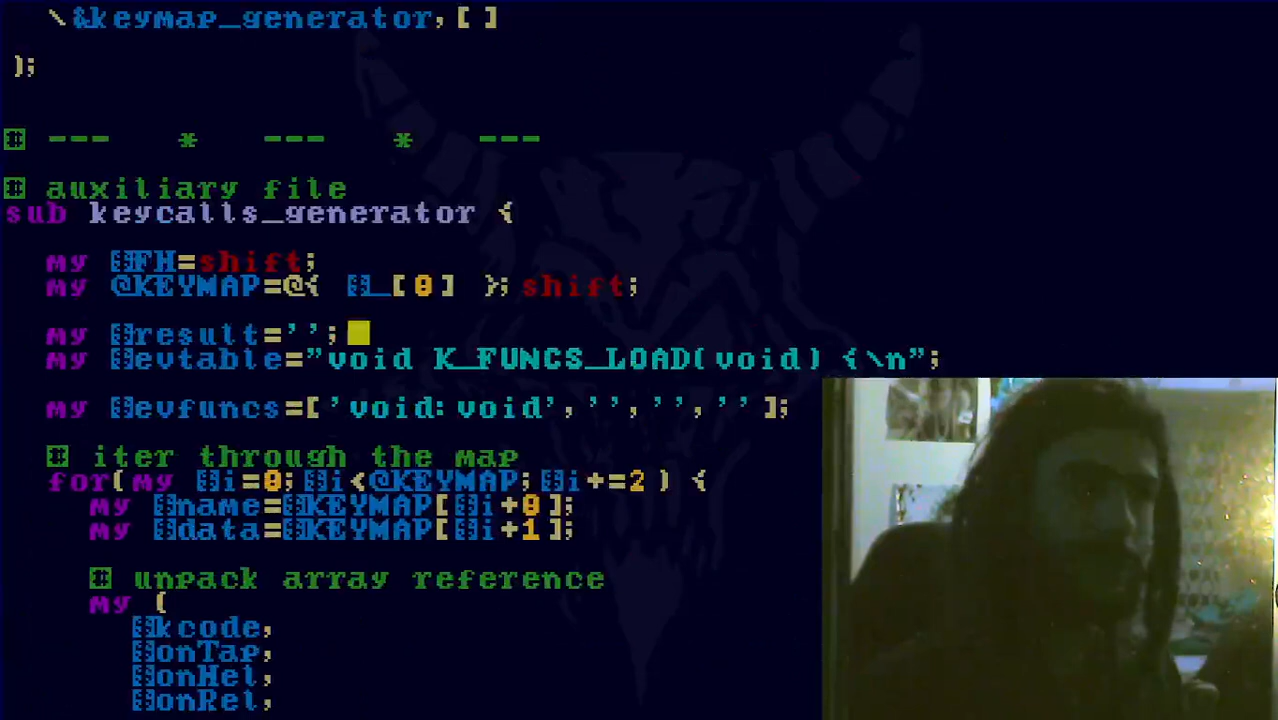 \&keymap_generator,[]
);
# --- * --- * ---
# auxiliary file
sub keycalls_generator {
my $FH=shift;
my @KEYMAP=@{ $_[0] };shift;
my $result='';
my $evtable="void K_FUNCS_LOAD(void) {\n";
my $evfuncs=['void:void','','',''];
# iter through the map
for(my $i=0;$i<@KEYMAP;$i+=2) {
my $name=$KEYMAP[$i+0];
my $data=$KEYMAP[$i+1];
# unpack array reference
my (
$kcode,
$onTap,
$onHel,
$onRel,